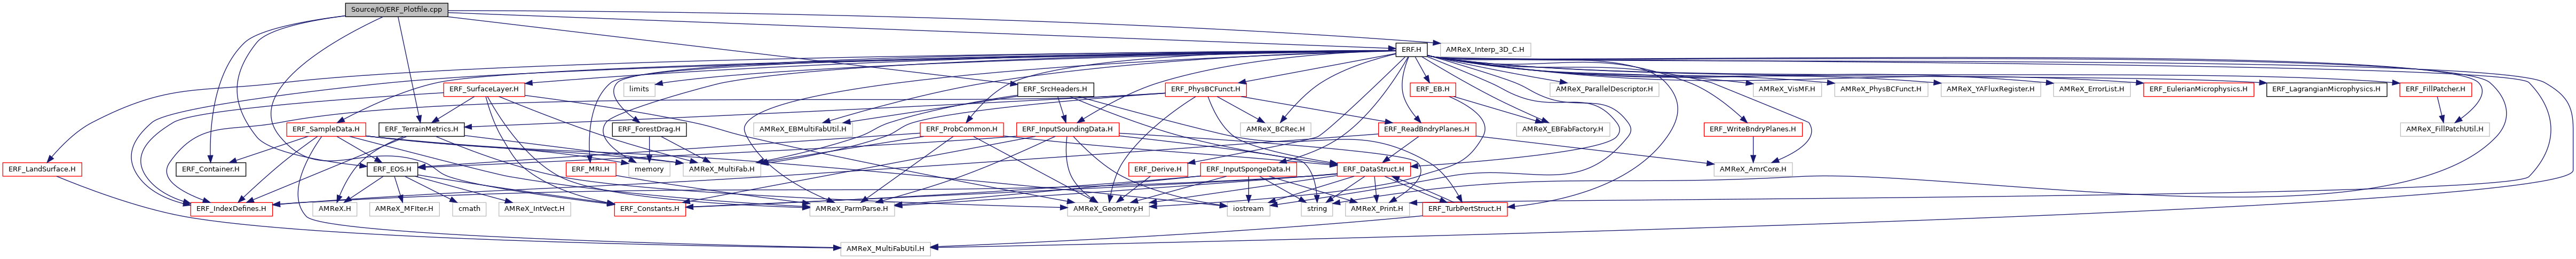 Source/IO/ERF_Plotfile.cpp
ERF.H
AMReX_Interp_3D_C.H
ERF_SurfaceLayer.H
limits
ERF_SrcHeaders.H
ERF_PhysBCFunct.H
ERF_EB.H
AMReX_ParallelDescriptor.H
AMReX_VisMF.H
AMReX_PhysBCFunct.H
AMReX_YAFluxRegister.H
AMReX_ErrorList.H
ERF_EulerianMicrophysics.H
ERF_LagrangianMicrophysics.H
ERF_FillPatcher.H
ERF_SampleData.H
ERF_TerrainMetrics.H
ERF_ForestDrag.H
AMReX_EBMultiFabUtil.H
ERF_ProbCommon.H
ERF_InputSoundingData.H
AMReX_BCRec.H
ERF_ReadBndryPlanes.H
AMReX_EBFabFactory.H
ERF_WriteBndryPlanes.H
AMReX_FillPatchUtil.H
ERF_LandSurface.H
ERF_Container.H
ERF_EOS.H
ERF_MRI.H
memory
AMReX_MultiFab.H
ERF_Derive.H
ERF_InputSpongeData.H
ERF_DataStruct.H
AMReX_AmrCore.H
ERF_IndexDefines.H
AMReX.H
AMReX_MFIter.H
cmath
AMReX_IntVect.H
ERF_Constants.H
AMReX_ParmParse.H
AMReX_Geometry.H
iostream
string
AMReX_Print.H
ERF_TurbPertStruct.H
AMReX_MultiFabUtil.H